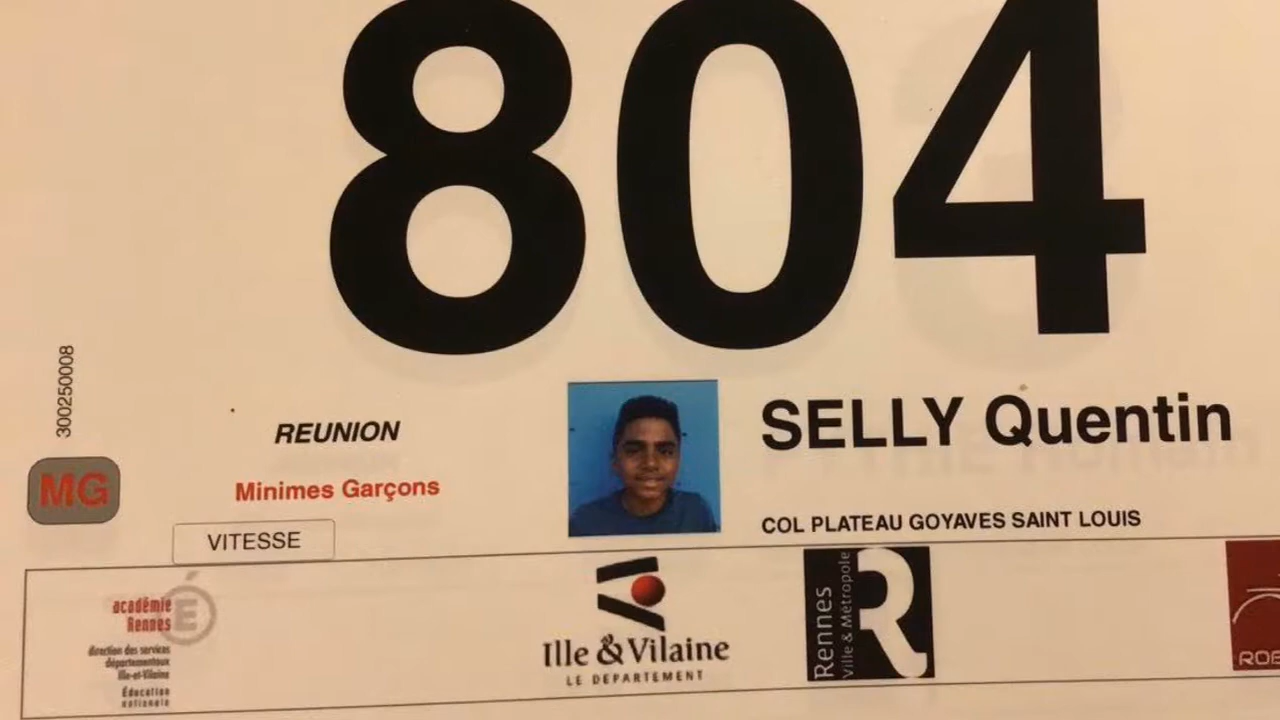 804
300250008
REUNION
SELLY Quentin
MG
Minimes Garçons
COL PLATEAU GOYAVES SAINT LOUIS
VITESSE
académie
Rennes
É
direction des services
départementaux
Ille-et-Vilaine
Éducation
nationale
Ille & Vilaine
LE DEPARTEMENT
Rennes
Ville & Métropole
R
ROB